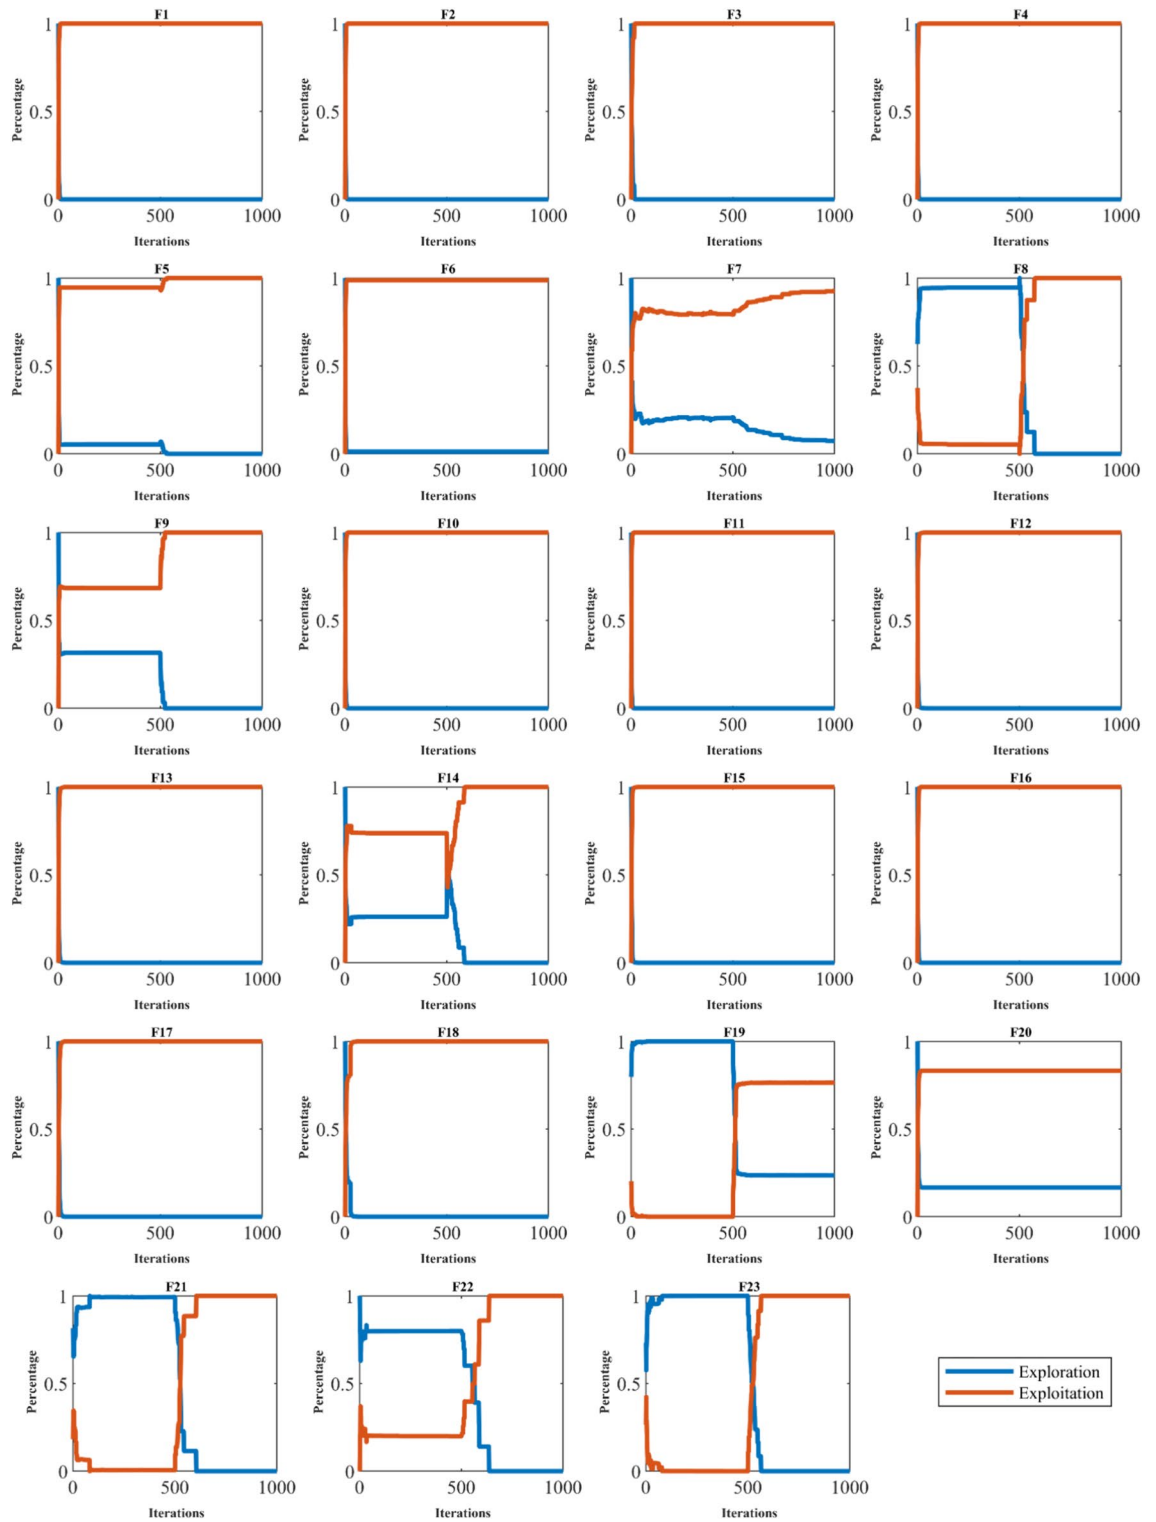 F1
F2
F3
F4
1
0.5
0
Percentage
0
500
1000
Iterations
1
0.5
0
Percentage
0
500
1000
Iterations
1
0.5
0
Percentage
0
500
1000
Iterations
1
0.5
0
Percentage
0
500
1000
Iterations
F5
F6
F7
F8
1
0.5
0
Percentage
0
500
1000
Iterations
1
0.5
0
Percentage
0
500
1000
Iterations
1
0.5
0
Percentage
0
500
1000
Iterations
1
0.5
0
Percentage
0
500
1000
Iterations
F9
F10
F11
F12
1
0.5
0
Percentage
0
500
1000
Iterations
1
0.5
0
Percentage
0
500
1000
Iterations
1
0.5
0
Percentage
0
500
1000
Iterations
1
0.5
0
Percentage
0
500
1000
Iterations
F13
F14
F15
F16
1
0.5
0
Percentage
0
500
1000
Iterations
1
0.5
0
Percentage
0
500
1000
Iterations
1
0.5
0
Percentage
0
500
1000
Iterations
1
0.5
0
Percentage
0
500
1000
Iterations
F17
F18
F19
F20
1
0.5
0
Percentage
0
500
1000
Iterations
1
0.5
0
Percentage
0
500
1000
Iterations
1
0.5
0
Percentage
0
500
1000
Iterations
1
0.5
0
Percentage
0
500
1000
Iterations
F21
F22
F23
1
0.5
0
Percentage
0
500
1000
Iterations
1
0.5
0
Percentage
0
500
1000
Iterations
1
0.5
0
Percentage
0
500
1000
Iterations
Exploration
Exploitation